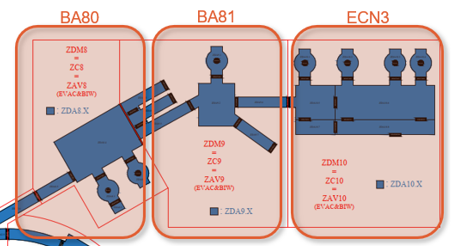 BA80
BA81
ECN3
ZDM8
=
ZC8
=
ZAV8
(EVAC&BIW)
: ZDA8.X
ZDM9
=
ZC9
=
ZAV9
(EVAC&BIW)
: ZDA9.X
ZDM10
=
ZC10
=
ZAV10
(EVAC&BIW)
: ZDA10.X